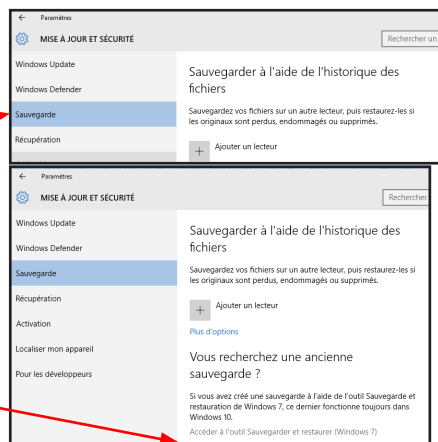 ← Paramètres
MISE À JOUR ET SÉCURITÉ
Rechercher un
Windows Update
Windows Defender
Sauvegarde
Récupération
Sauvegarder à l'aide de l'historique des
fichiers
Sauvegardez vos fichiers sur un autre lecteur, puis restaurez-les si
les originaux sont perdus, endommagés ou supprimés.
+ Ajouter un lecteur
← Paramètres
MISE À JOUR ET SÉCURITÉ
Rechercher
Windows Update
Windows Defender
Sauvegarde
Récupération
Activation
Localiser mon appareil
Pour les développeurs
Sauvegarder à l'aide de l'historique des
fichiers
Sauvegardez vos fichiers sur un autre lecteur, puis restaurez-les si
les originaux sont perdus, endommagés ou supprimés.
+ Ajouter un lecteur
Plus d'options
Vous recherchez une ancienne
sauvegarde ?
Si vous avez créé une sauvegarde à l'aide de l'outil Sauvegarde et
restauration de Windows 7, ce dernier fonctionne toujours dans
Windows 10.
Accéder à l'outil Sauvegarder et restaurer (Windows 7)